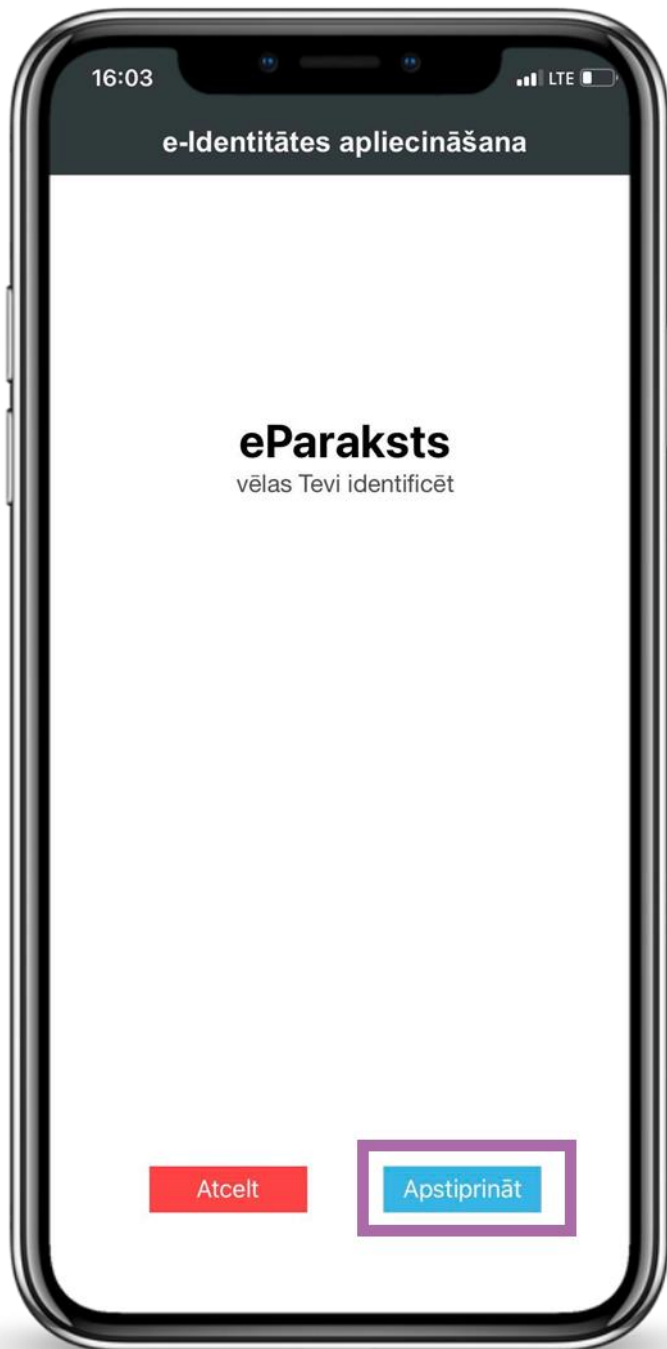 16:03
LTE
e-Identitātes apliecināšana
eParaksts
vēlas Tevi identificēt
Atcelt
Apstiprināt